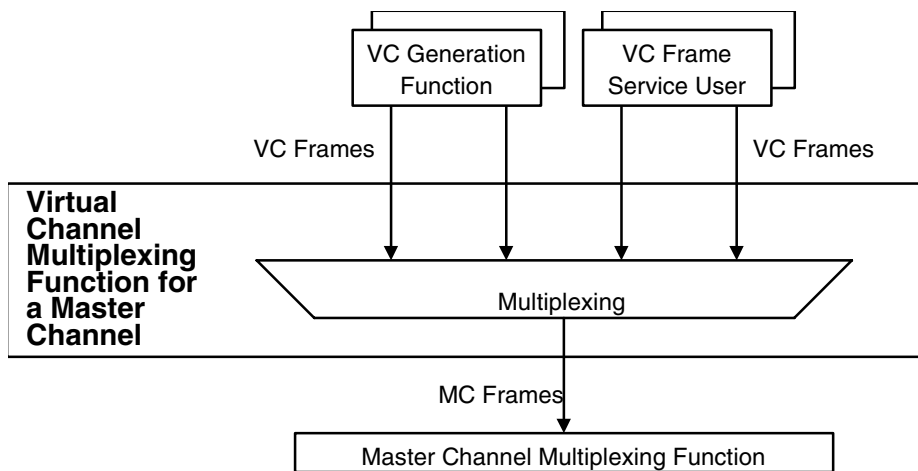 VC Generation
Function
VC Frame
Service User
VC Frames
VC Frames
Virtual
Channel
Multiplexing
Function for
a Master
Channel
Multiplexing
MC Frames
Master Channel Multiplexing Function